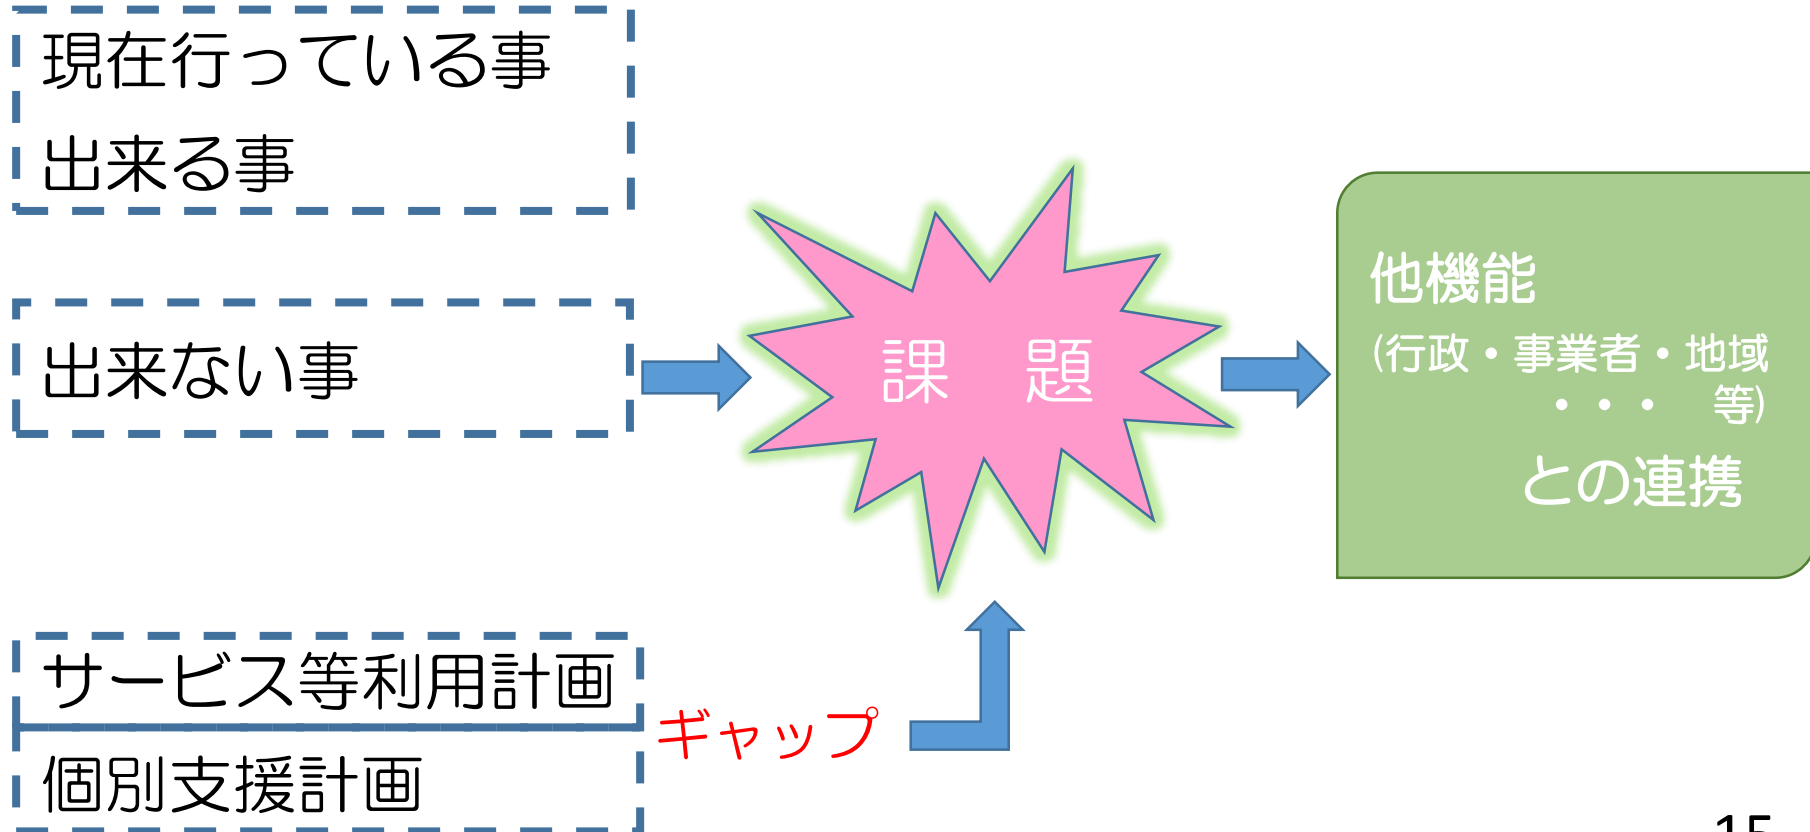 現在行っている事
出来る事
出来ない事
課　題
他機能
(行政・事業者・地域
・・・　等)
との連携
サービス等利用計画
ギャップ
個別支援計画
15